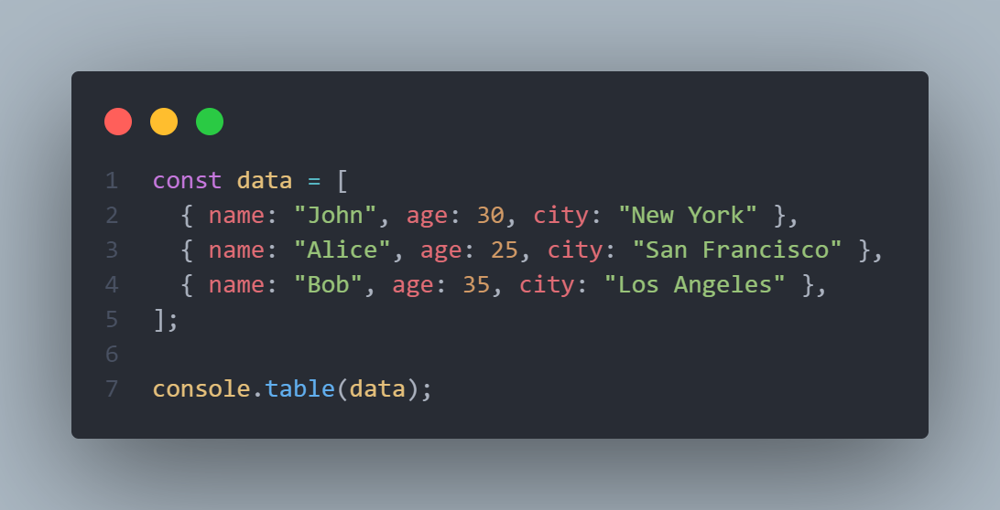 1 const data = [
2   { name: "John", age: 30, city: "New York" },
3   { name: "Alice", age: 25, city: "San Francisco" },
4   { name: "Bob", age: 35, city: "Los Angeles" },
5 ];
6
7 console.table(data);